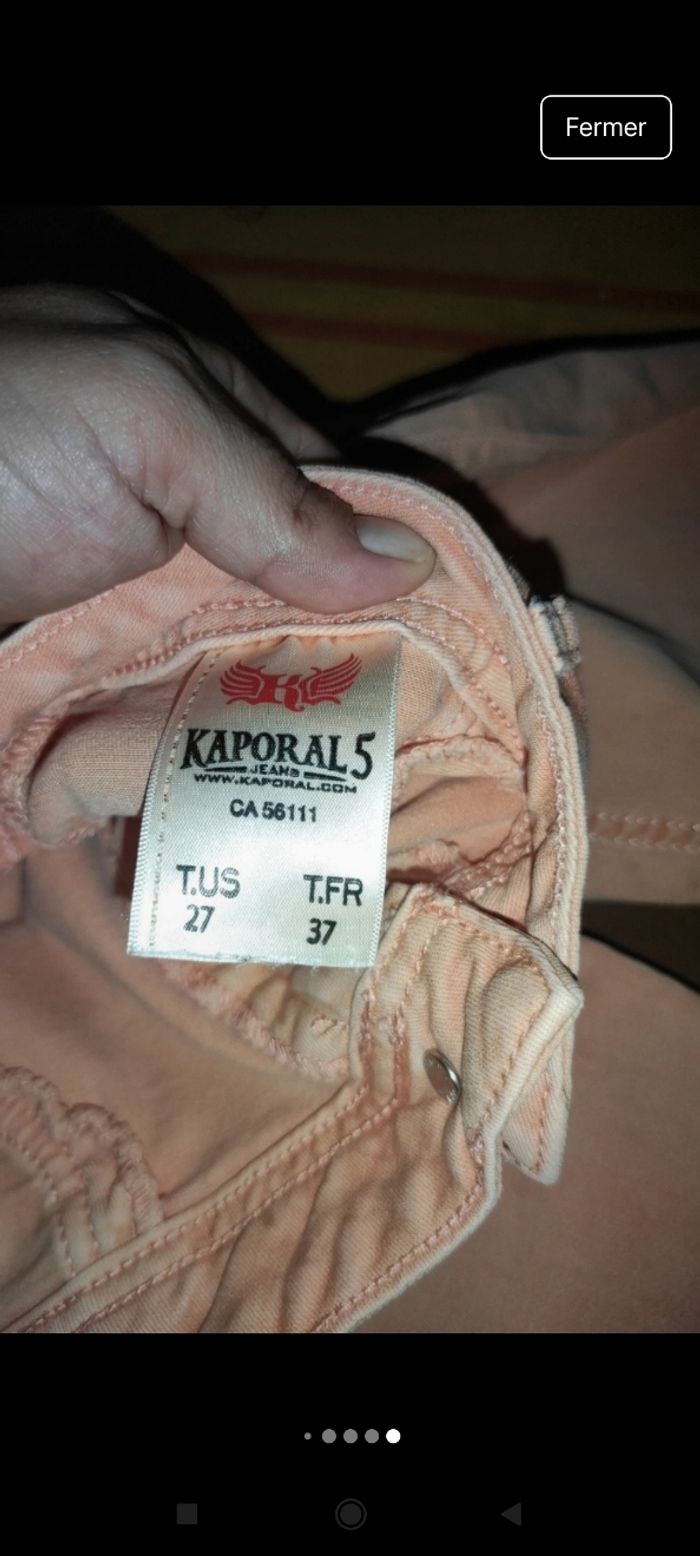 Fermer
KAPORAL 5
JEANS
WWW.KAPORAL.COM
CA 56111
T.US T.FR
27 37